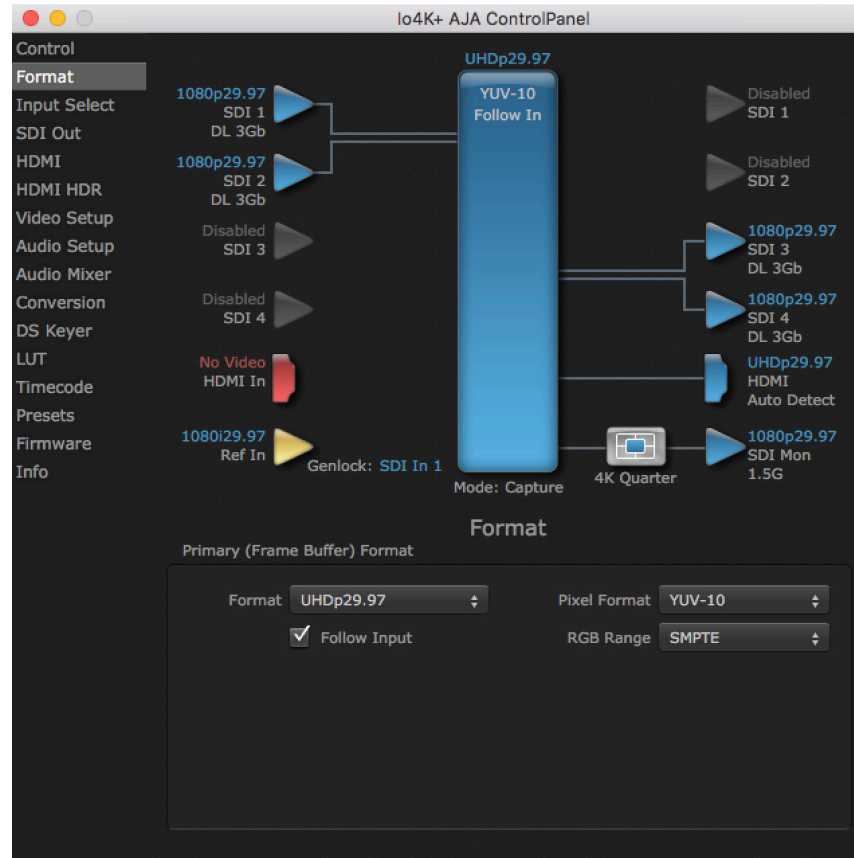 Io4K+ AJA ControlPanel
Control
Format
Input Select
SDI Out
HDMI
HDMI HDR
Video Setup
Audio Setup
Audio Mixer
Conversion
DS Keyer
LUT
Timecode
Presets
Firmware
Info
1080p29.97
SDI 1
DL 3Gb
1080p29.97
SDI 2
DL 3Gb
Disabled
SDI 3
Disabled
SDI 4
No Video
HDMI In
1080i29.97
Ref In
Genlock: SDI In 1
UHDp29.97
YUV-10
Follow In
Mode: Capture
Disabled
SDI 1
Disabled
SDI 2
1080p29.97
SDI 3
DL 3Gb
1080p29.97
SDI 4
DL 3Gb
UHDp29.97
HDMI
Auto Detect
4K Quarter
1080p29.97
SDI Mon
1.5G
Format
Primary (Frame Buffer) Format
Format UHDp29.97
Pixel Format YUV-10
Follow Input
RGB Range SMPTE